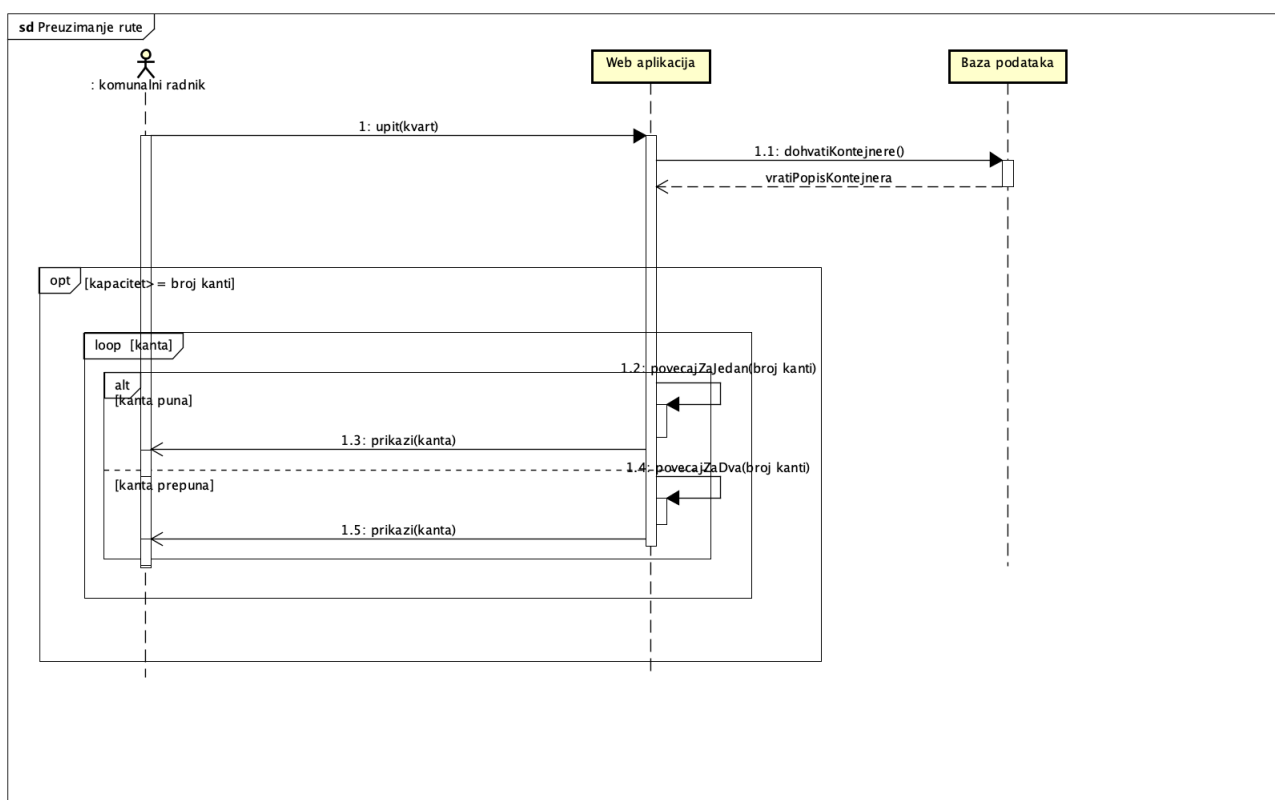 sd Preuzimanje rute
: komunalni radnik
Web aplikacija
Baza podataka
1: upit(kvart)
1.1: dohvatiKontejnere()
vratiPopisKontejnera
opt
[kapacitet>= broj kanti]
loop [kanta]
1.2: povecajZaJedan(broj kanti)
alt
[kanta puna]
1.3: prikazi(kanta)
1.4: povecajZaDva(broj kanti)
[kanta prepuna]
1.5: prikazi(kanta)